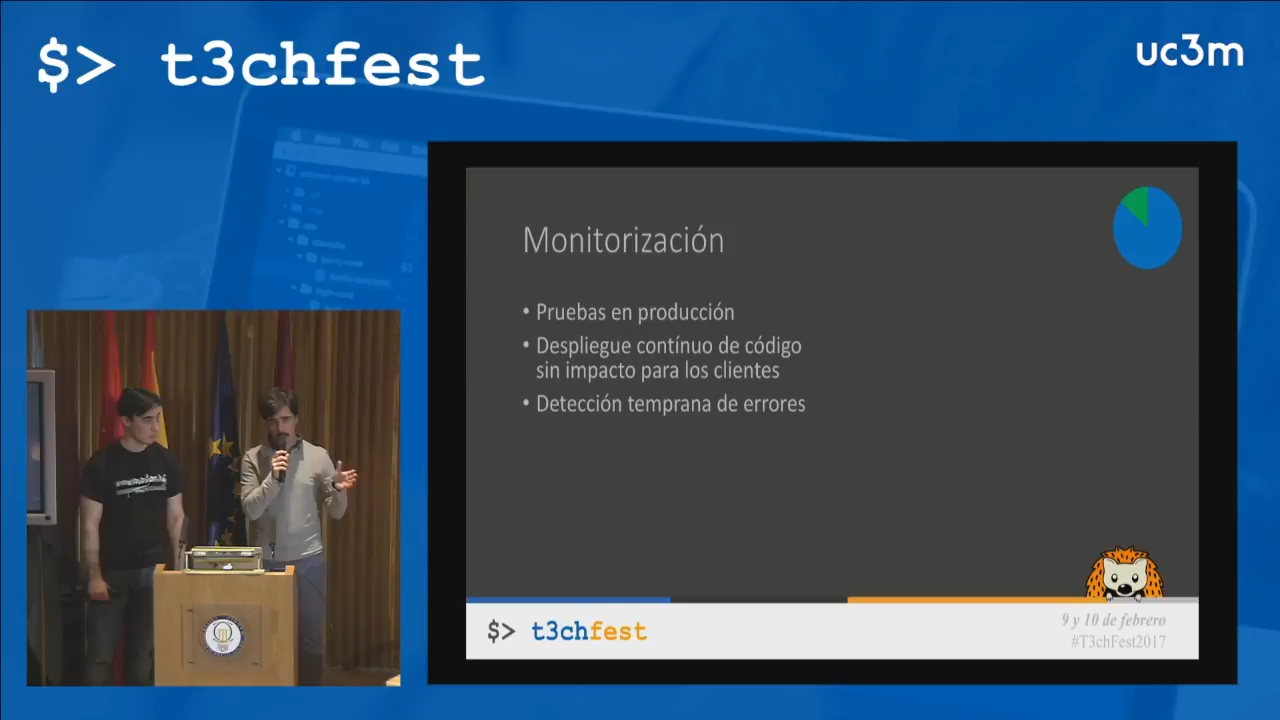 $> t3chfest
uc3m
Monitorización
• Pruebas en producción
• Despliegue contínuo de código
sin impacto para los clientes
• Detección temprana de errores
$> t3chfest
9 y 10 de febrero
#T3chFest2017